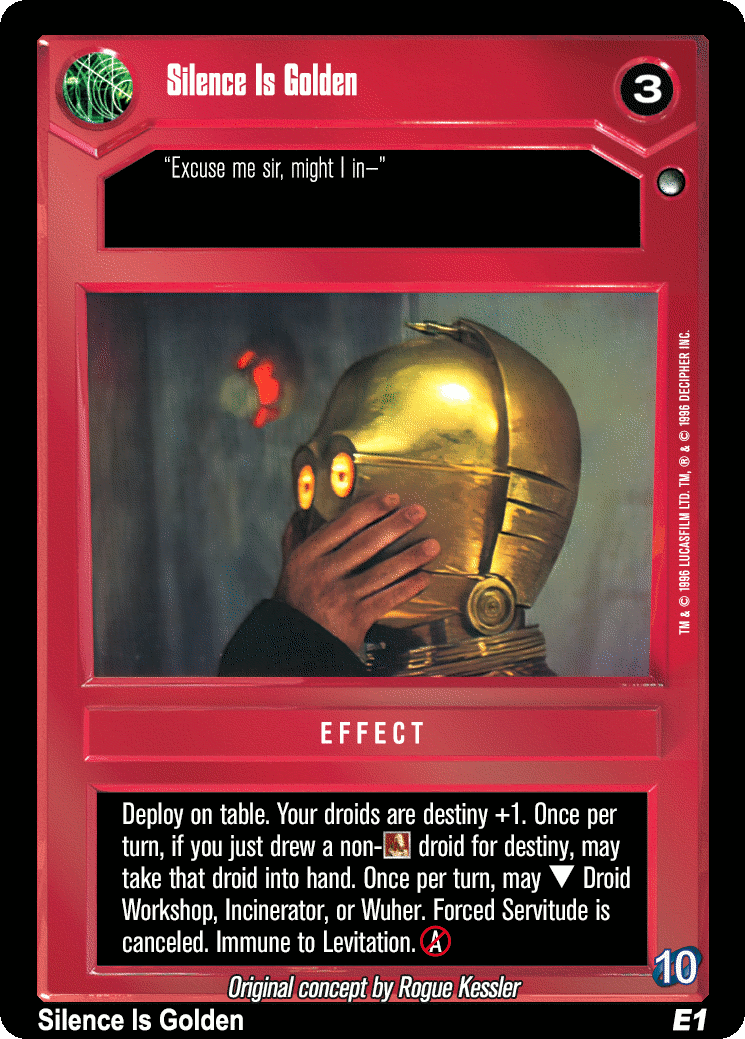 Silence Is Golden
3
“Excuse me sir, might I in–”
TM & © 1996 LUCASFILM LTD. TM, ® & © 1996 DECIPHER INC.
EFFECT
Deploy on table. Your droids are destiny +1. Once per
turn, if you just drew a non- droid for destiny, may
take that droid into hand. Once per turn, may ▼ Droid
Workshop, Incinerator, or Wuher. Forced Servitude is
canceled. Immune to Levitation. A
10
Original concept by Rogue Kessler
Silence Is Golden
E1